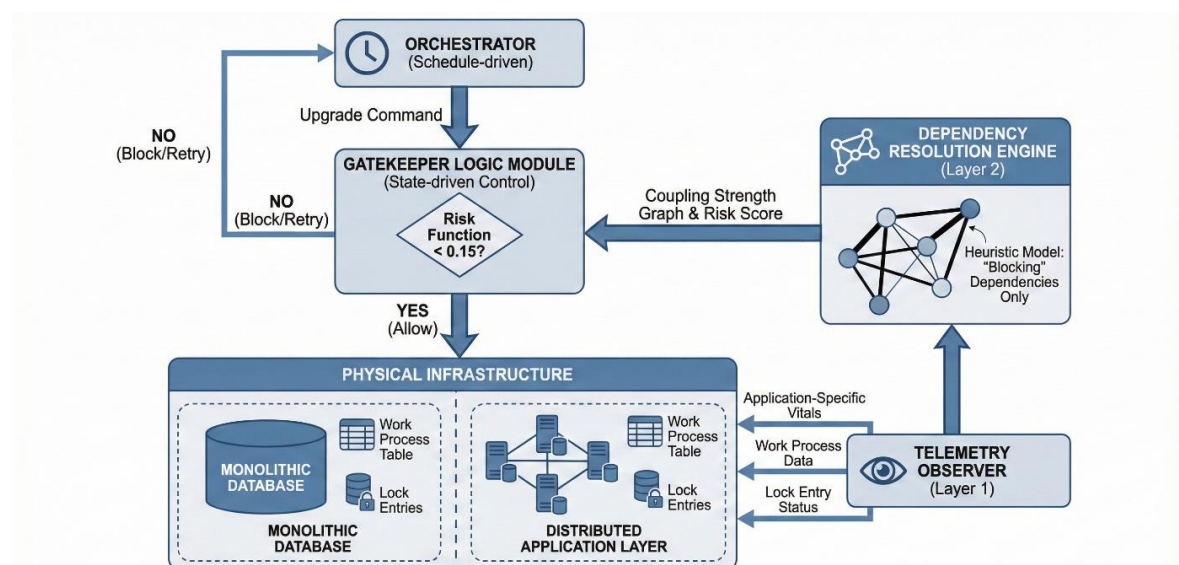 ORCHESTRATOR
(Schedule-driven)
Upgrade Command
NO
(Block/Retry)
GATEKEEPER LOGIC MODULE
(State-driven Control)
NO
(Block/Retry)
Risk
Function
< 0.15?
Coupling Strength
Graph & Risk Score
DEPENDENCY
RESOLUTION ENGINE
(Layer 2)
Heuristic Model:
"Blocking"
Dependencies
Only
YES
(Allow)
PHYSICAL INFRASTRUCTURE
MONOLITHIC
DATABASE
Work
Process
Table
Lock
Entries
MONOLITHIC
DATABASE
Work
Process
Table
Lock
Entries
DISTRIBUTED
APPLICATION LAYER
Application-Specific
Vitals
Work Process
Data
Lock Entry
Status
TELEMETRY
OBSERVER
(Layer 1)